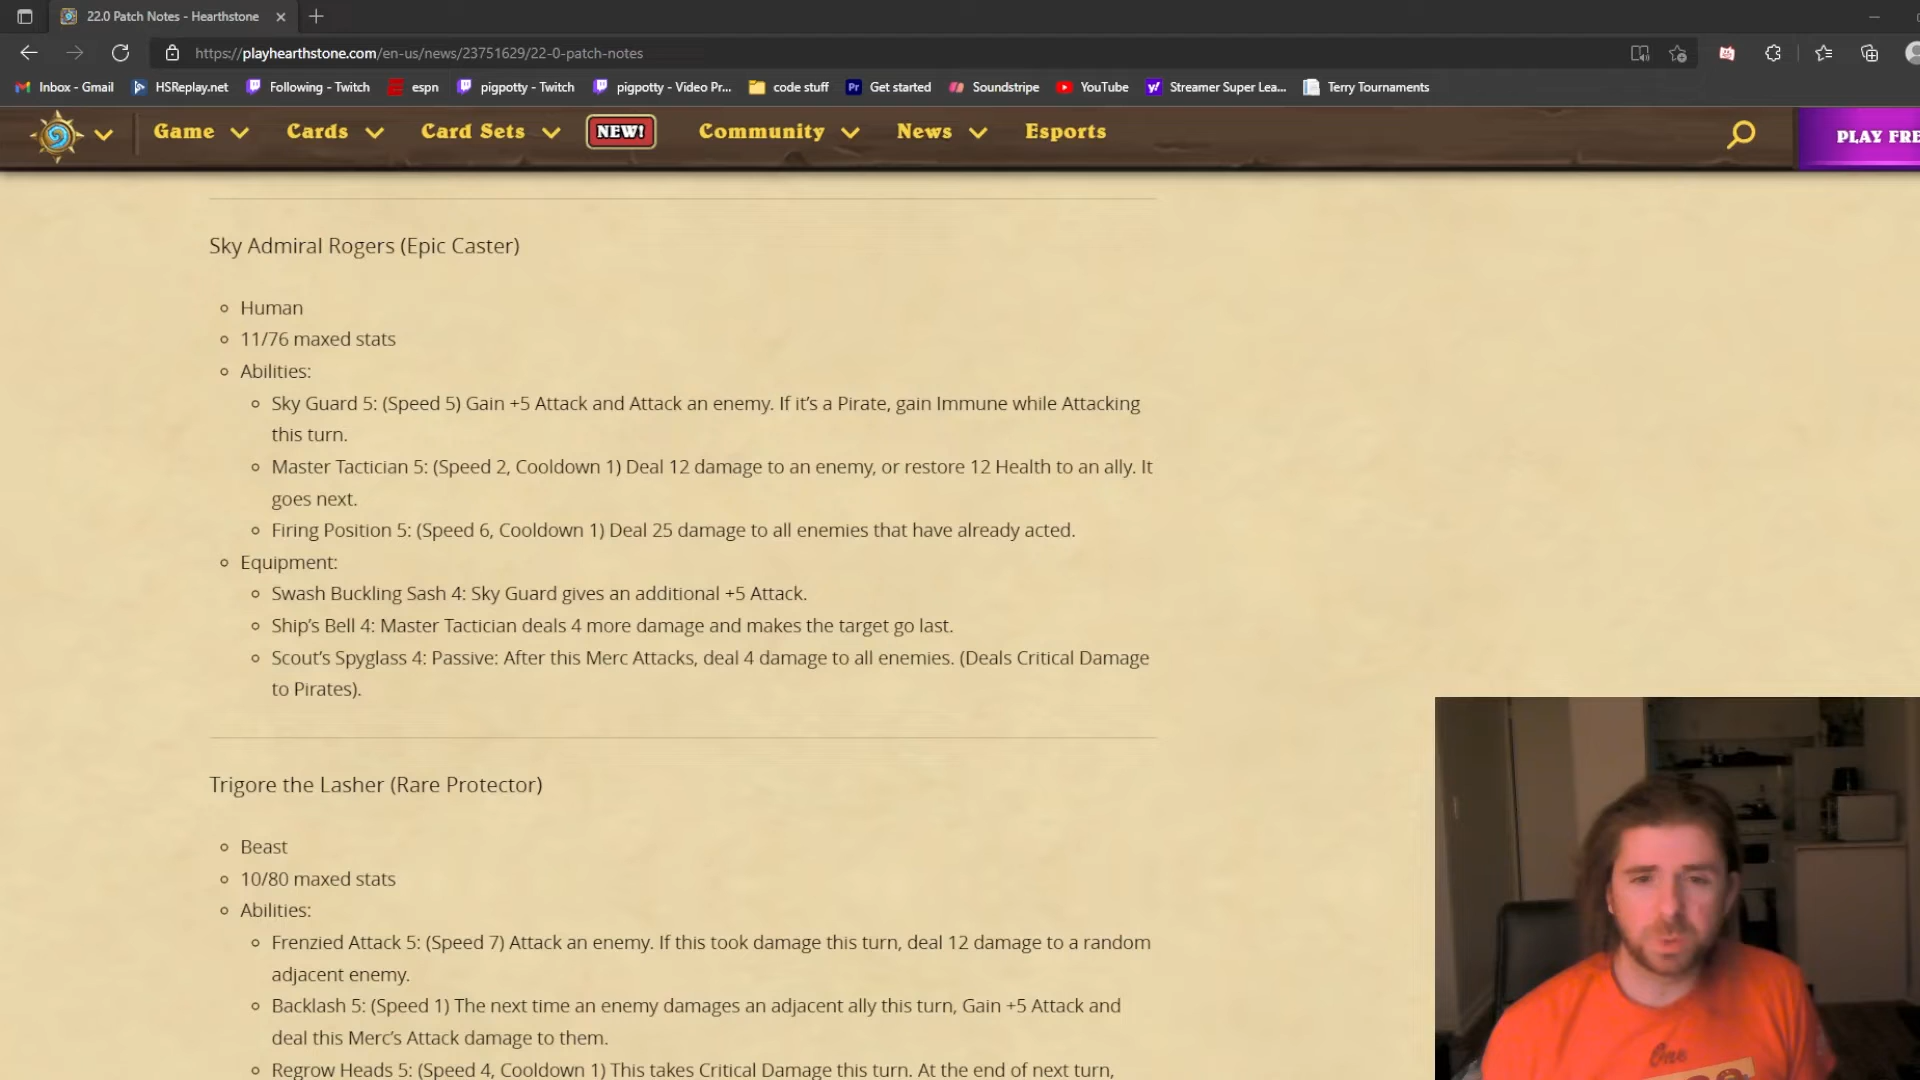 22.0 Patch Notes - Hearthstone
https://playhearthstone.com/en-us/news/23751629/22-0-patch-notes
Inbox - Gmail HSReplay.net Following - Twitch espn pigpotty - Twitch pigpotty - Video Pr... code stuff Pr Get started Soundstripe YouTube Streamer Super Lea... Terry Tournaments
Game Cards Card Sets NEW! Community News Esports PLAY FRE
Sky Admiral Rogers (Epic Caster)
Human
11/76 maxed stats
Abilities:
Sky Guard 5: (Speed 5) Gain +5 Attack and Attack an enemy. If it’s a Pirate, gain Immune while Attacking
this turn.
Master Tactician 5: (Speed 2, Cooldown 1) Deal 12 damage to an enemy, or restore 12 Health to an ally. It
goes next.
Firing Position 5: (Speed 6, Cooldown 1) Deal 25 damage to all enemies that have already acted.
Equipment:
Swash Buckling Sash 4: Sky Guard gives an additional +5 Attack.
Ship’s Bell 4: Master Tactician deals 4 more damage and makes the target go last.
Scout’s Spyglass 4: Passive: After this Merc Attacks, deal 4 damage to all enemies. (Deals Critical Damage
to Pirates).
Trigore the Lasher (Rare Protector)
Beast
10/80 maxed stats
Abilities:
Frenzied Attack 5: (Speed 7) Attack an enemy. If this took damage this turn, deal 12 damage to a random
adjacent enemy.
Backlash 5: (Speed 1) The next time an enemy damages an adjacent ally this turn, Gain +5 Attack and
deal this Merc’s Attack damage to them.
Regrow Heads 5: (Speed 4, Cooldown 1) This takes Critical Damage this turn. At the end of next turn,
One